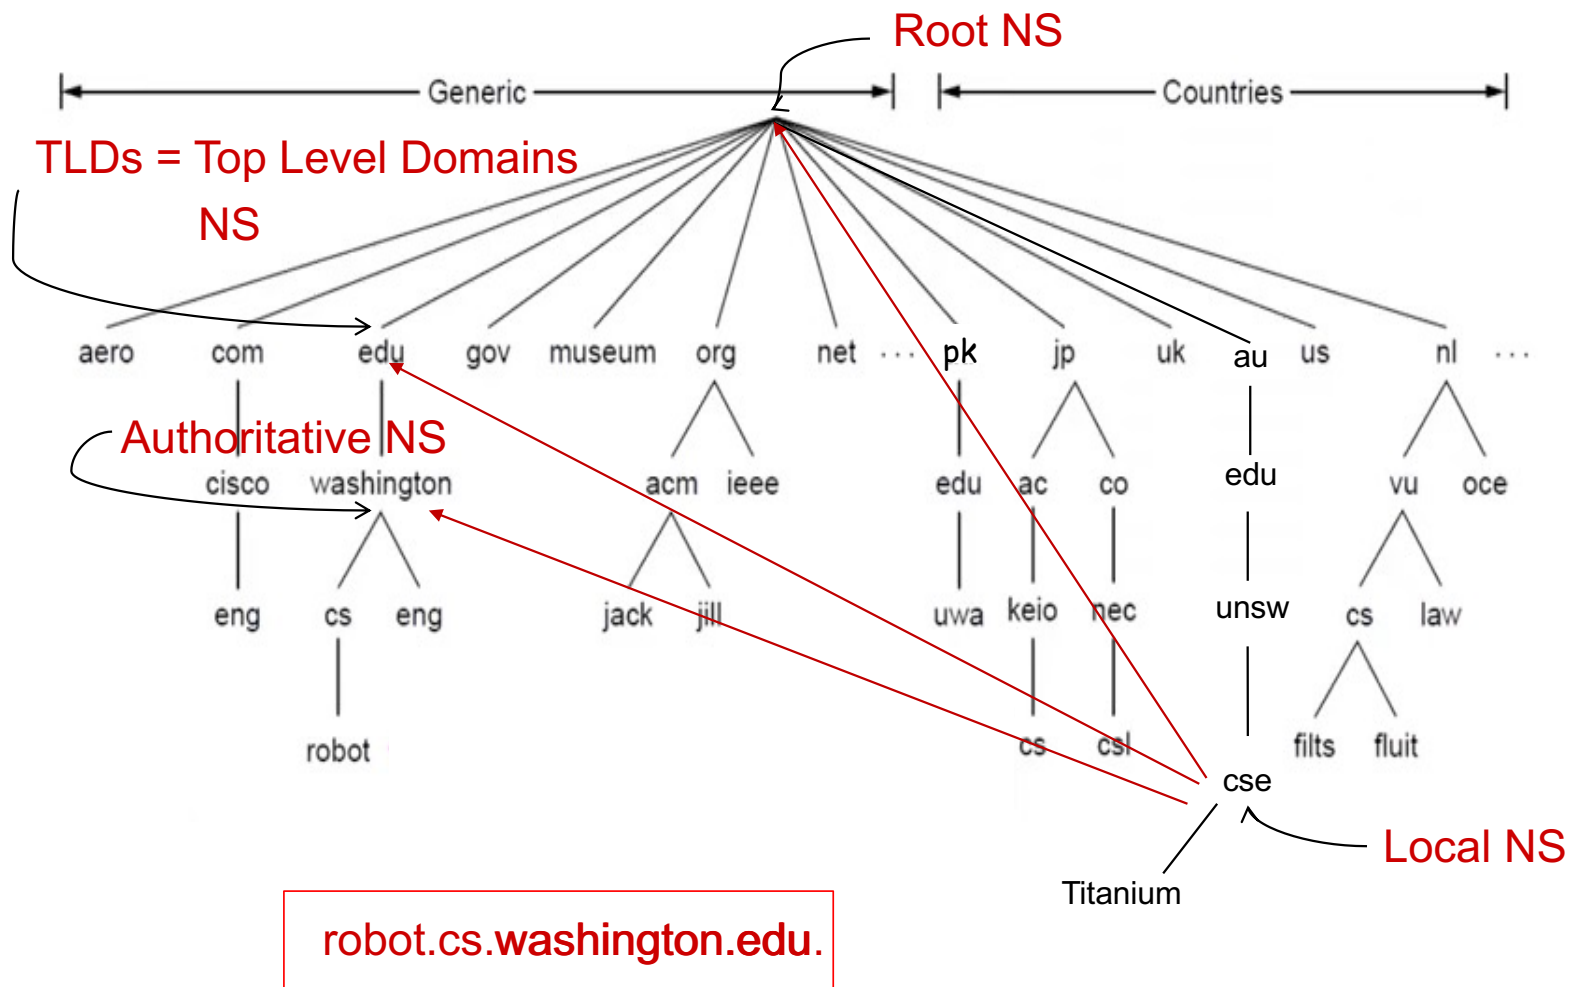 Root NS
Generic
Countries
TLDs = Top Level Domains
NS
aero com edu gov museum org net ... pk jp uk au us nl ...
Authoritative NS
cisco washington acm ieee edu ac co edu vu oce
eng cs eng jack jill uwa keio nec unsw cs law
robot cs csl filts fluit
cse
Local NS
Titanium
robot.cs.washington.edu.